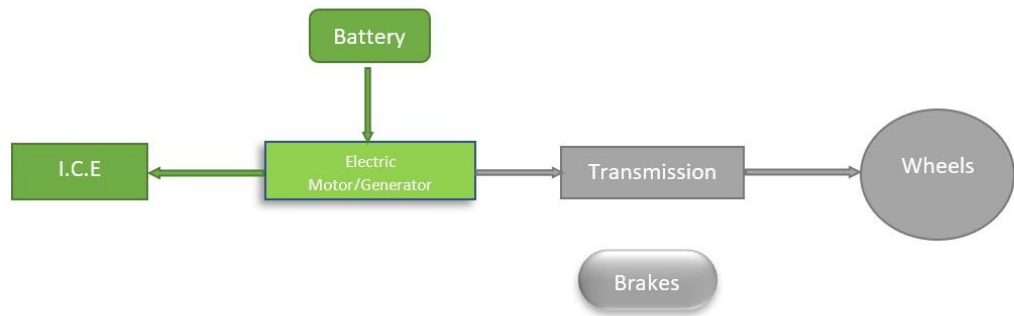 Battery
I.C.E
Electric
Motor/Generator
Transmission
Wheels
Brakes